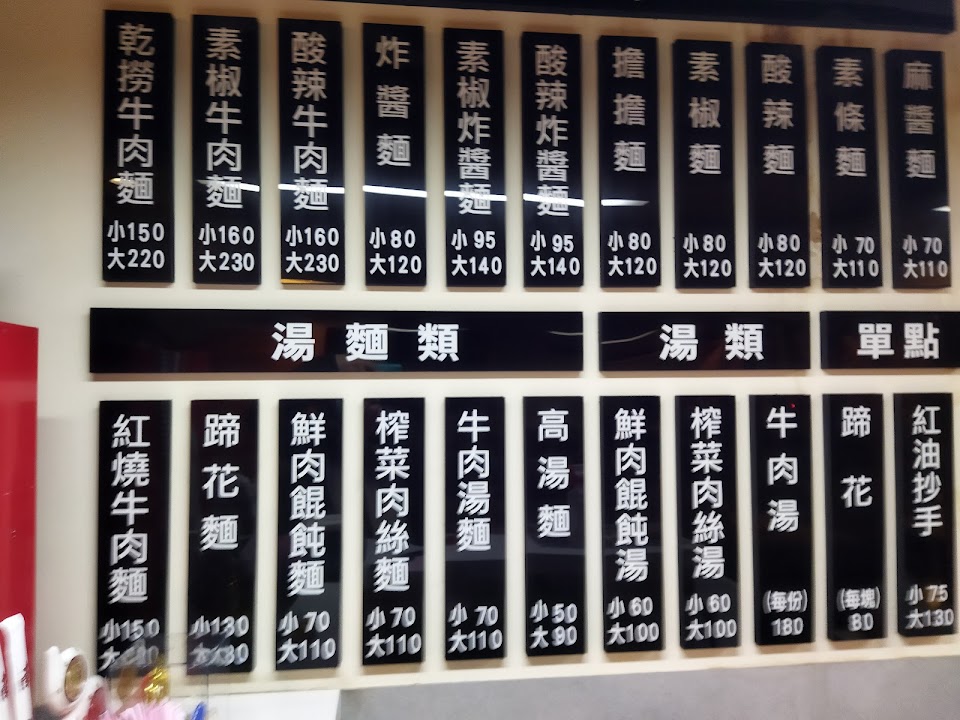 乾撈牛肉麵
小150
大220
素椒牛肉麵
小160
大230
酸辣牛肉麵
小160
大230
炸醬麵
小80
大120
素椒炸醬麵
小95
大140
酸辣炸醬麵
小95
大140
擔擔麵
小80
大120
素椒麵
小80
大120
酸辣麵
小80
大120
素條麵
小70
大110
麻醬麵
小70
大110
湯麵類
湯類
單點
紅燒牛肉麵
小150
蹄花麵
小130
鮮肉餛飩麵
小70
大110
榨菜肉絲麵
小70
大110
牛肉湯麵
小70
大110
高湯麵
小50
大90
鮮肉餛飩湯
小60
大100
榨菜肉絲湯
小60
大100
牛肉湯
(每份)
180
蹄花
(每塊)
80
紅油抄手
小75
大130